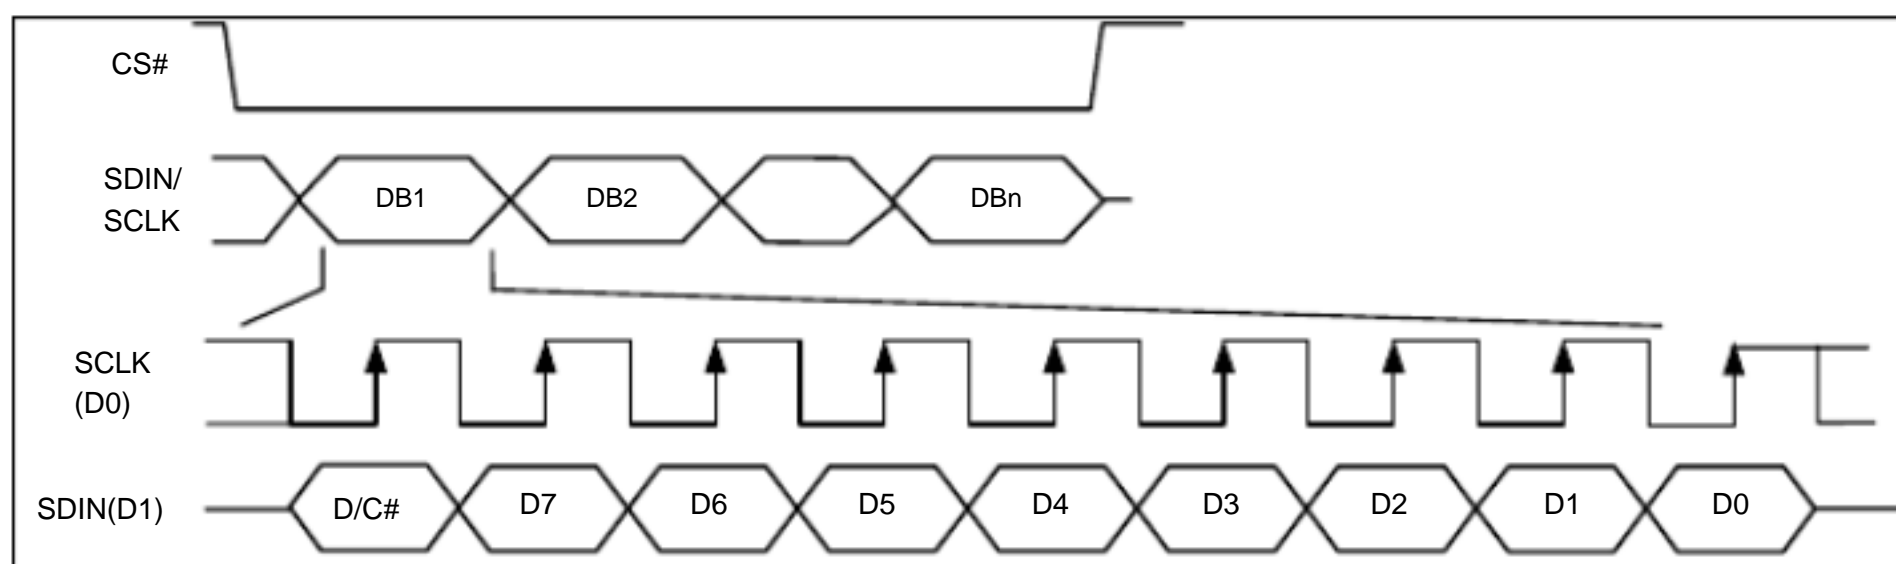 CS#
SDIN/
SCLK
DB1 DB2 DBn
SCLK
(D0)
SDIN(D1)
D/C# D7 D6 D5 D4 D3 D2 D1 D0